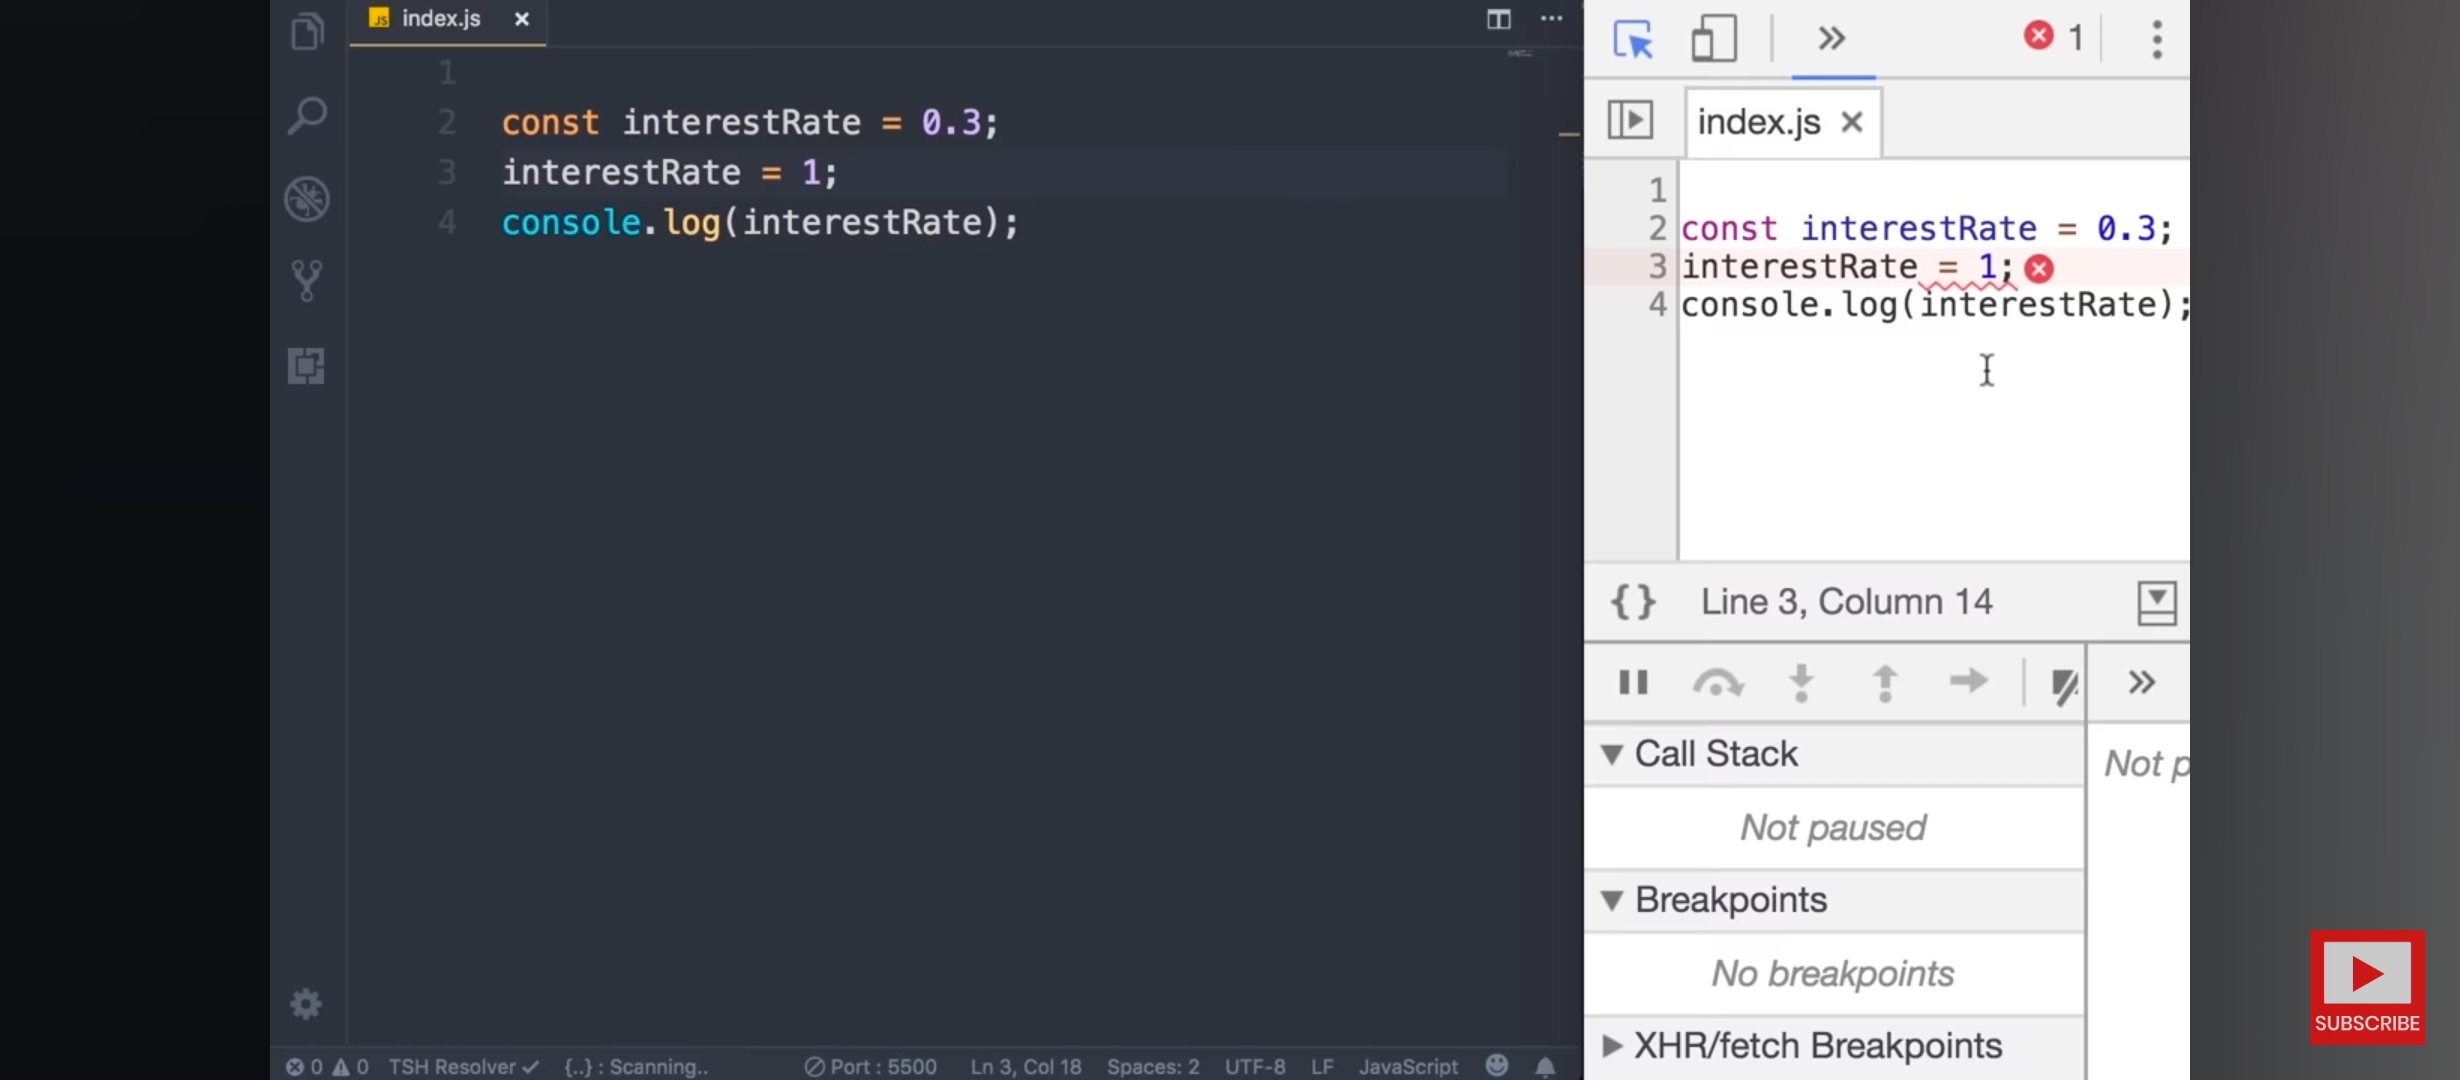 index.js
1
2 const interestRate = 0.3;
3 interestRate = 1;
4 console.log(interestRate);
0 0 TSH Resolver {..} : Scanning.. Port : 5500 Ln 3, Col 18 Spaces: 2 UTF-8 LF JavaScript
1
index.js
1
2 const interestRate = 0.3;
3 interestRate = 1;
4 console.log(interestRate);
{} Line 3, Column 14
Call Stack
Not paused
Breakpoints
No breakpoints
XHR/fetch Breakpoints
Not p
SUBSCRIBE